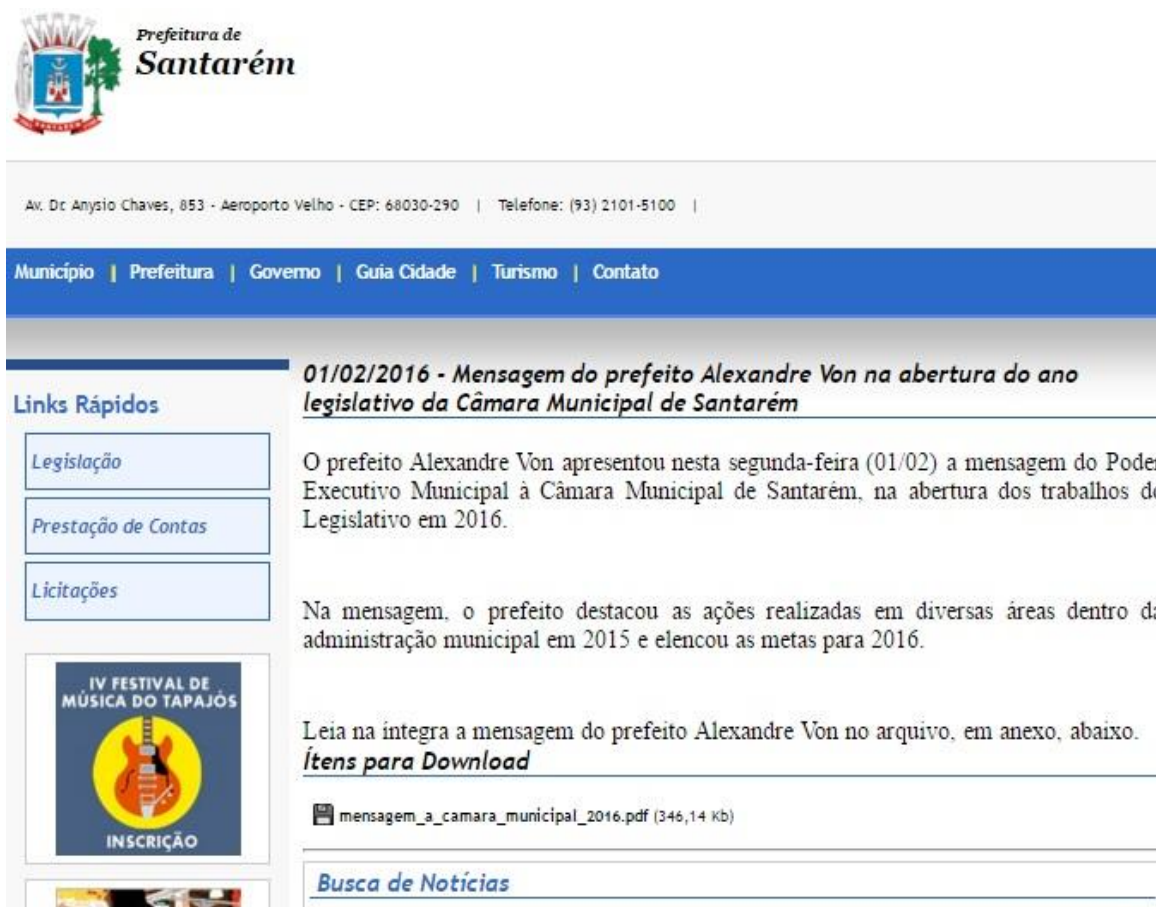 Prefeitura de
Santarém
SANTARÉM
Av. Dr. Anysio Chaves, 853 - Aeroporto Velho - CEP: 68030-290 | Telefone: (93) 2101-5100 |
Município | Prefeitura | Governo | Guia Cidade | Turismo | Contato
Links Rápidos
Legislação
Prestação de Contas
Licitações
IV FESTIVAL DE
MÚSICA DO TAPAJÓS
INSCRIÇÃO
01/02/2016 - Mensagem do prefeito Alexandre Von na abertura do ano
legislativo da Câmara Municipal de Santarém
O prefeito Alexandre Von apresentou nesta segunda-feira (01/02) a mensagem do Poder
Executivo Municipal à Câmara Municipal de Santarém, na abertura dos trabalhos do
Legislativo em 2016.
Na mensagem, o prefeito destacou as ações realizadas em diversas áreas dentro da
administração municipal em 2015 e elencou as metas para 2016.
Leia na íntegra a mensagem do prefeito Alexandre Von no arquivo, em anexo, abaixo.
Ítens para Download
mensagem_a_camara_municipal_2016.pdf (346,14 Kb)
Busca de Notícias